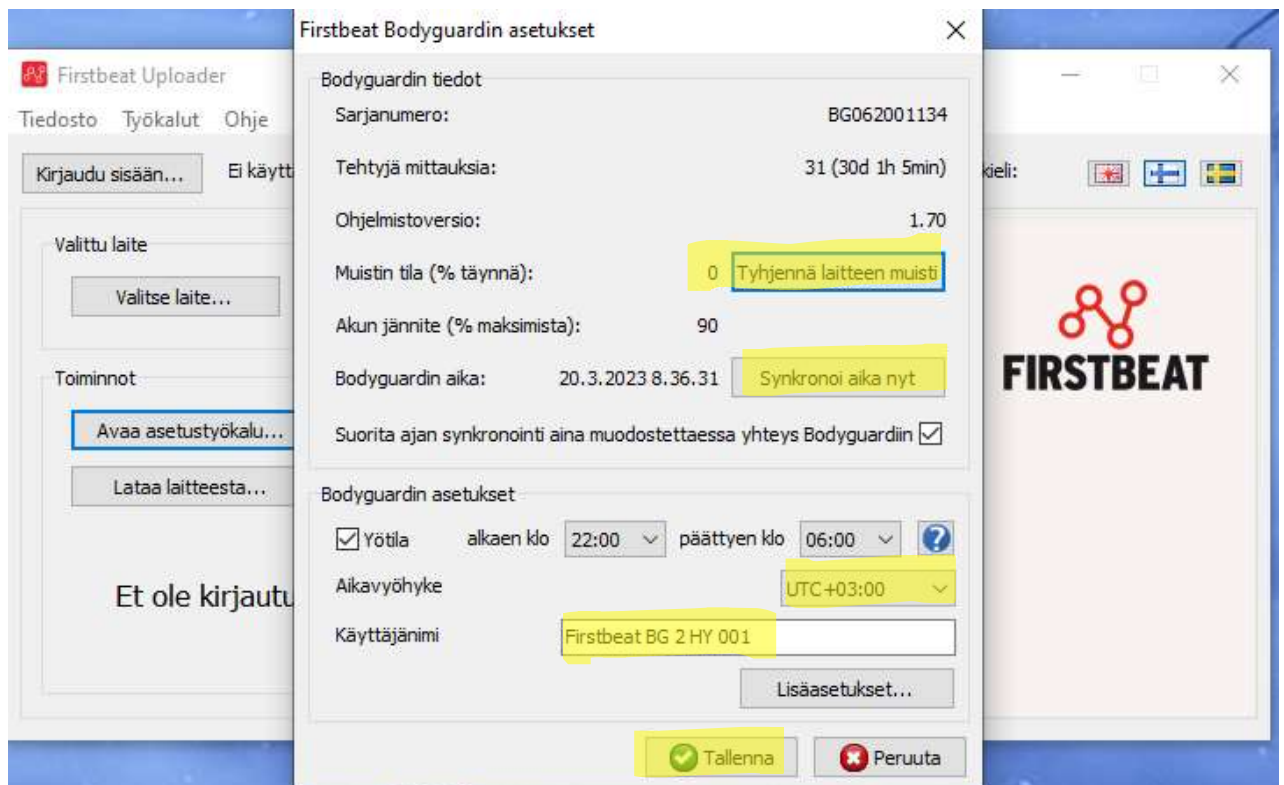 Firstbeat Bodyguardin asetukset
Firstbeat Uploader
Tiedosto Työkalut Ohje
Kirjaudu sisään...
Ei käytt
kieli:
Valittu laite
Valitse laite...
Toiminnot
Avaa asetustyökalu...
Lataa laitteesta...
Et ole kirjautu
Bodyguardin tiedot
Sarjanumero: BG062001134
Tehtyjä mittauksia: 31 (30d 1h 5min)
Ohjelmistoversio: 1.70
Muistin tila (% täynnä): 0 Tyhjennä laitteen muisti
Akun jännite (% maksimista): 90
Bodyguardin aika: 20.3.2023 8.36.31 Synkronoi aika nyt
Suorita ajan synkronointi aina muodostettaessa yhteys Bodyguardiin
Bodyguardin asetukset
Yötila alkaen klo 22:00 päättyen klo 06:00
Aikavyöhyke UTC+03:00
Käyttäjänimi Firstbeat BG 2 HY 001
Lisäasetukset...
Tallenna Peruuta
FIRSTBEAT